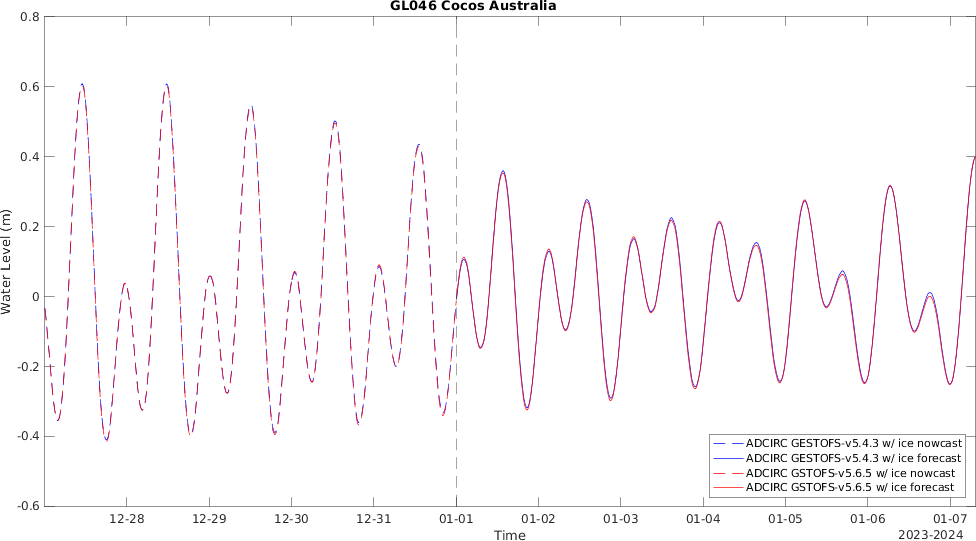 GL046 Cocos Australia
0.8
0.6
0.4
0.2
0
-0.2
-0.4
-0.6
Water Level (m)
12-28
12-29
12-30
12-31
01-01
01-02
01-03
01-04
01-05
01-06
01-07
Time
2023-2024
ADCIRC GESTOFS-v5.4.3 w/ ice nowcast
ADCIRC GESTOFS-v5.4.3 w/ ice forecast
ADCIRC GSTOFS-v5.6.5 w/ ice nowcast
ADCIRC GSTOFS-v5.6.5 w/ ice forecast